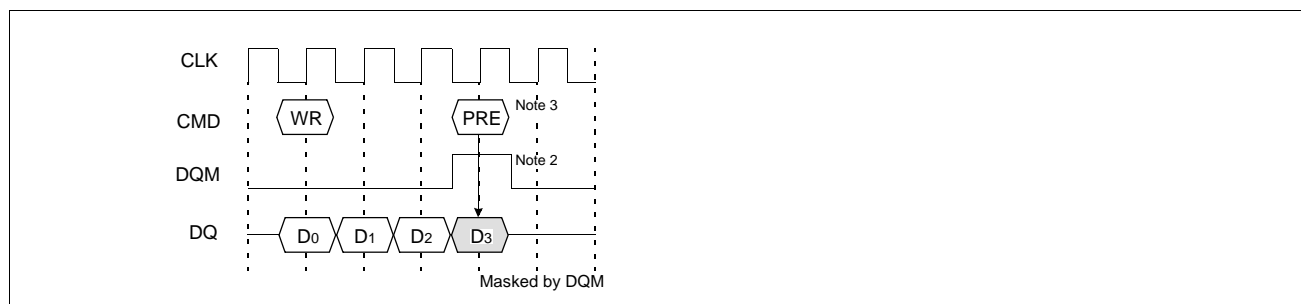 CLK
CMD WR PRE Note 3
DQM Note 2
DQ D0 D1 D2 D3
Masked by DQM